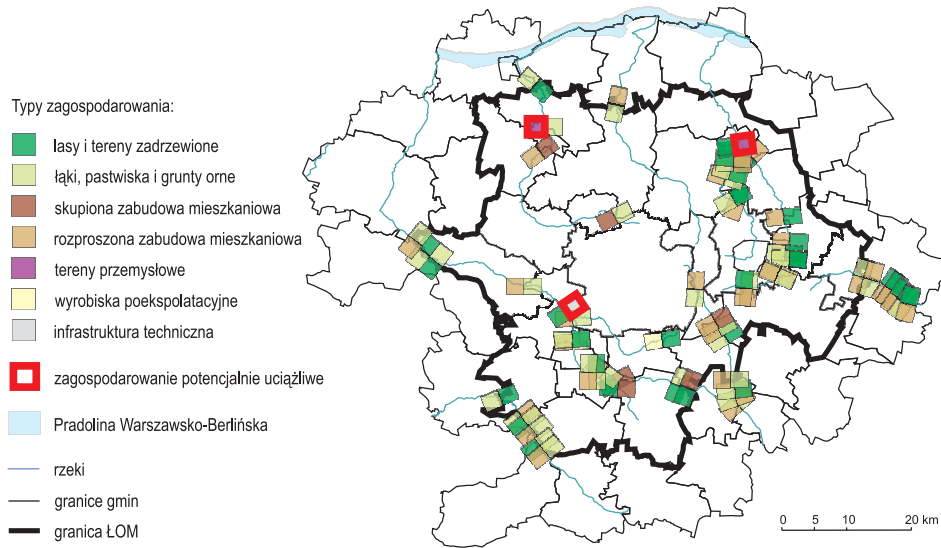 Typy zagospodarowania:
lasy i tereny zadrzewione
łąki, pastwiska i grunty orne
skupiona zabudowa mieszkaniowa
rozproszona zabudowa mieszkaniowa
tereny przemysłowe
wyrobiska poekspolatacyjne
infrastruktura techniczna
zagospodarowanie potencjalnie uciążliwe
Pradolina Warszawsko-Berlińska
rzeki
granice gmin
granica ŁOM
0 5 10 20 km